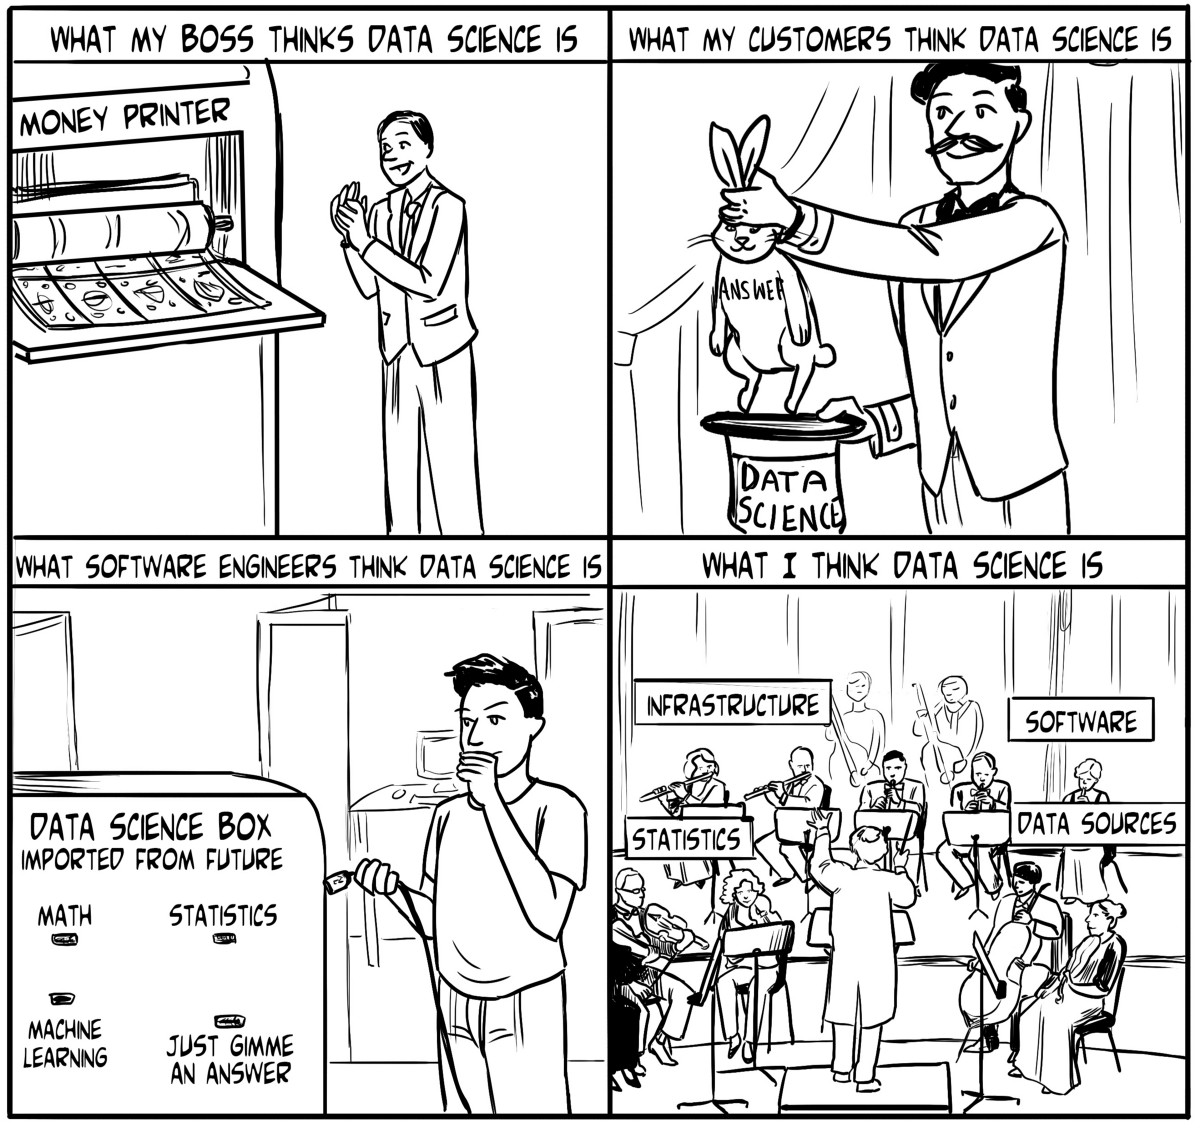 WHAT MY BOSS THINKS DATA SCIENCE IS
MONEY PRINTER
WHAT MY CUSTOMERS THINK DATA SCIENCE IS
ANSWER
DATA
SCIENCE
WHAT SOFTWARE ENGINEERS THINK DATA SCIENCE IS
DATA SCIENCE BOX
IMPORTED FROM FUTURE
MATH
STATISTICS
MACHINE
LEARNING
JUST GIMME
AN ANSWER
WHAT I THINK DATA SCIENCE IS
INFRASTRUCTURE
SOFTWARE
STATISTICS
DATA SOURCES